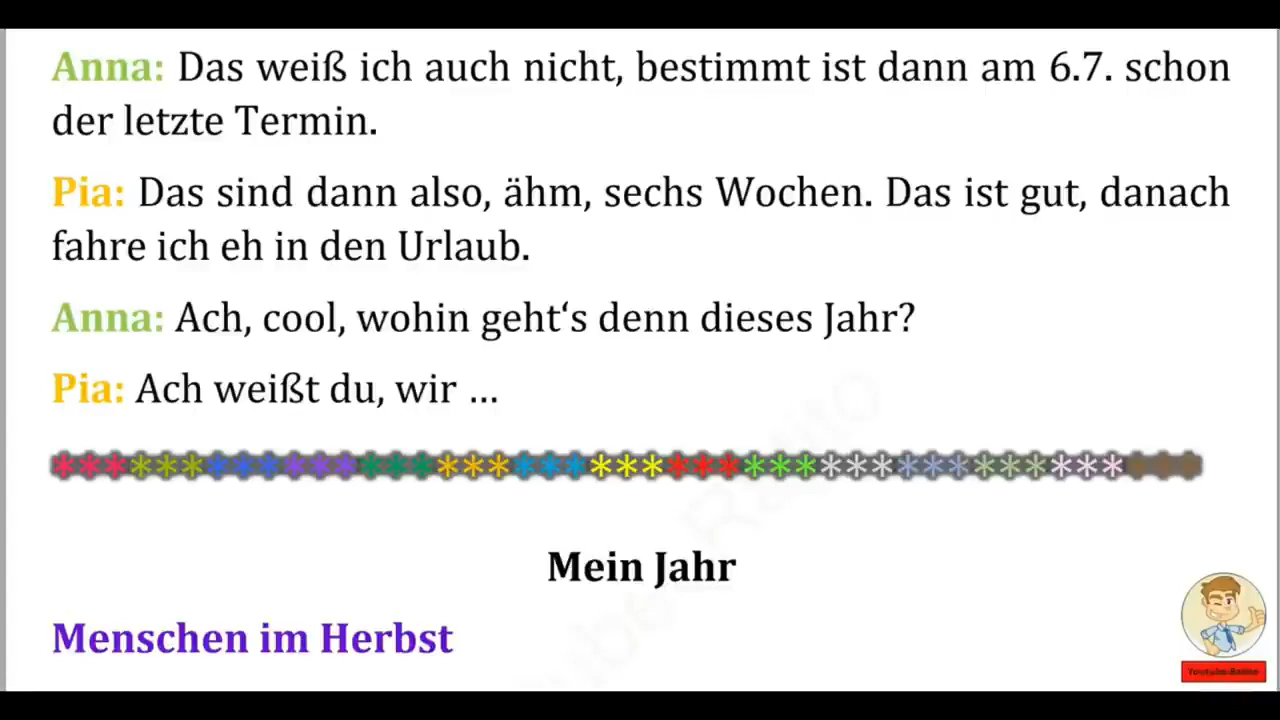 Anna: Das weiß ich auch nicht, bestimmt ist dann am 6.7. schon
der letzte Termin.
Pia: Das sind dann also, ähm, sechs Wochen. Das ist gut, danach
fahre ich eh in den Urlaub.
Anna: Ach, cool, wohin geht‘s denn dieses Jahr?
Pia: Ach weißt du, wir ...
*********************************************
Mein Jahr
Menschen im Herbst